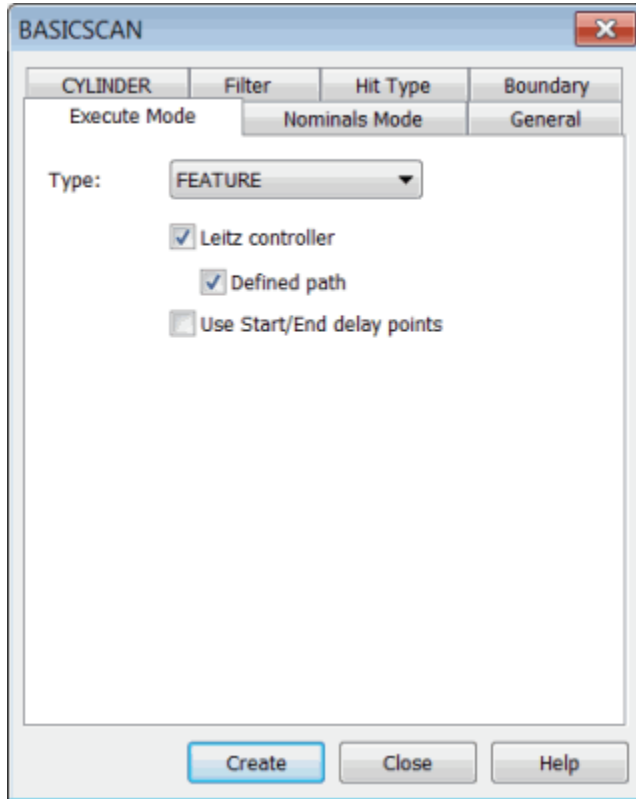 BASICSCAN
CYLINDER Filter Hit Type Boundary
Execute Mode Nominals Mode General
Type: FEATURE
Leitz controller
Defined path
Use Start/End delay points
Create Close Help